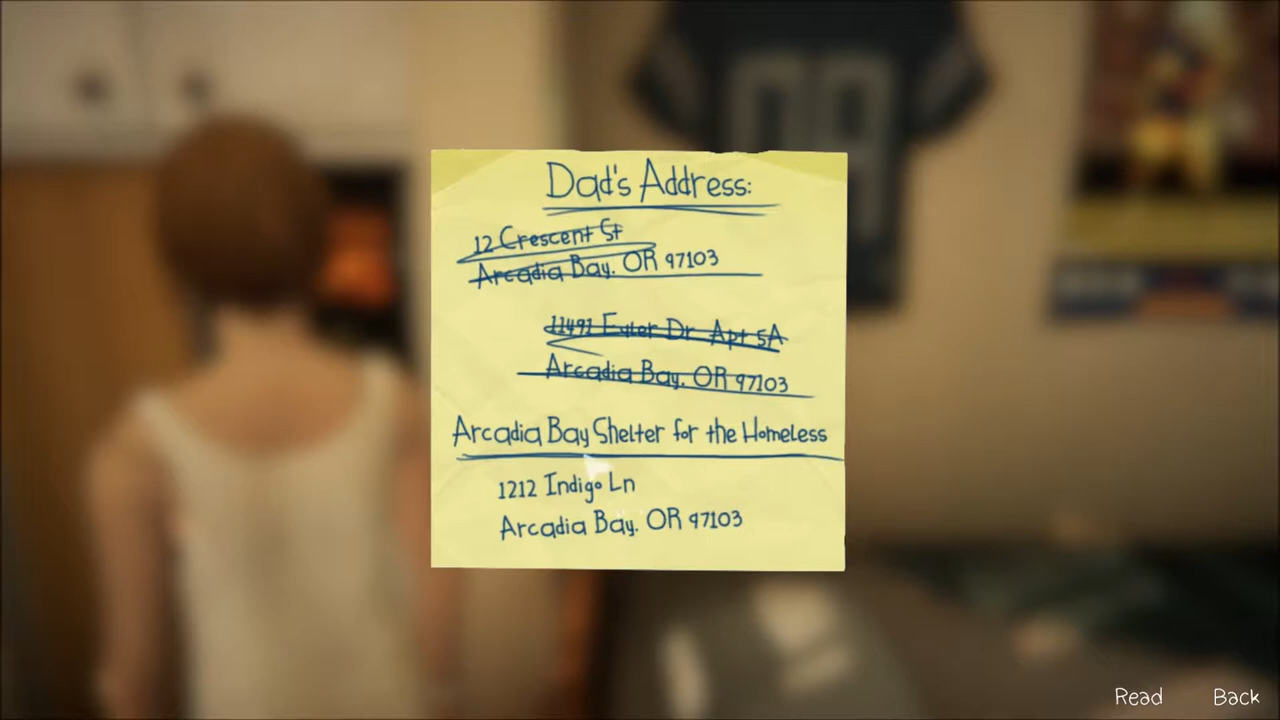 Dad's Address:
12 Crescent St
Arcadia Bay. OR 97103
11491 Dr Apt 5A
Arcadia Bay. OR 97103
Arcadia Bay Shelter for the Homeless
1212 Indigo Ln
Arcadia Bay. OR 97103
Read Back